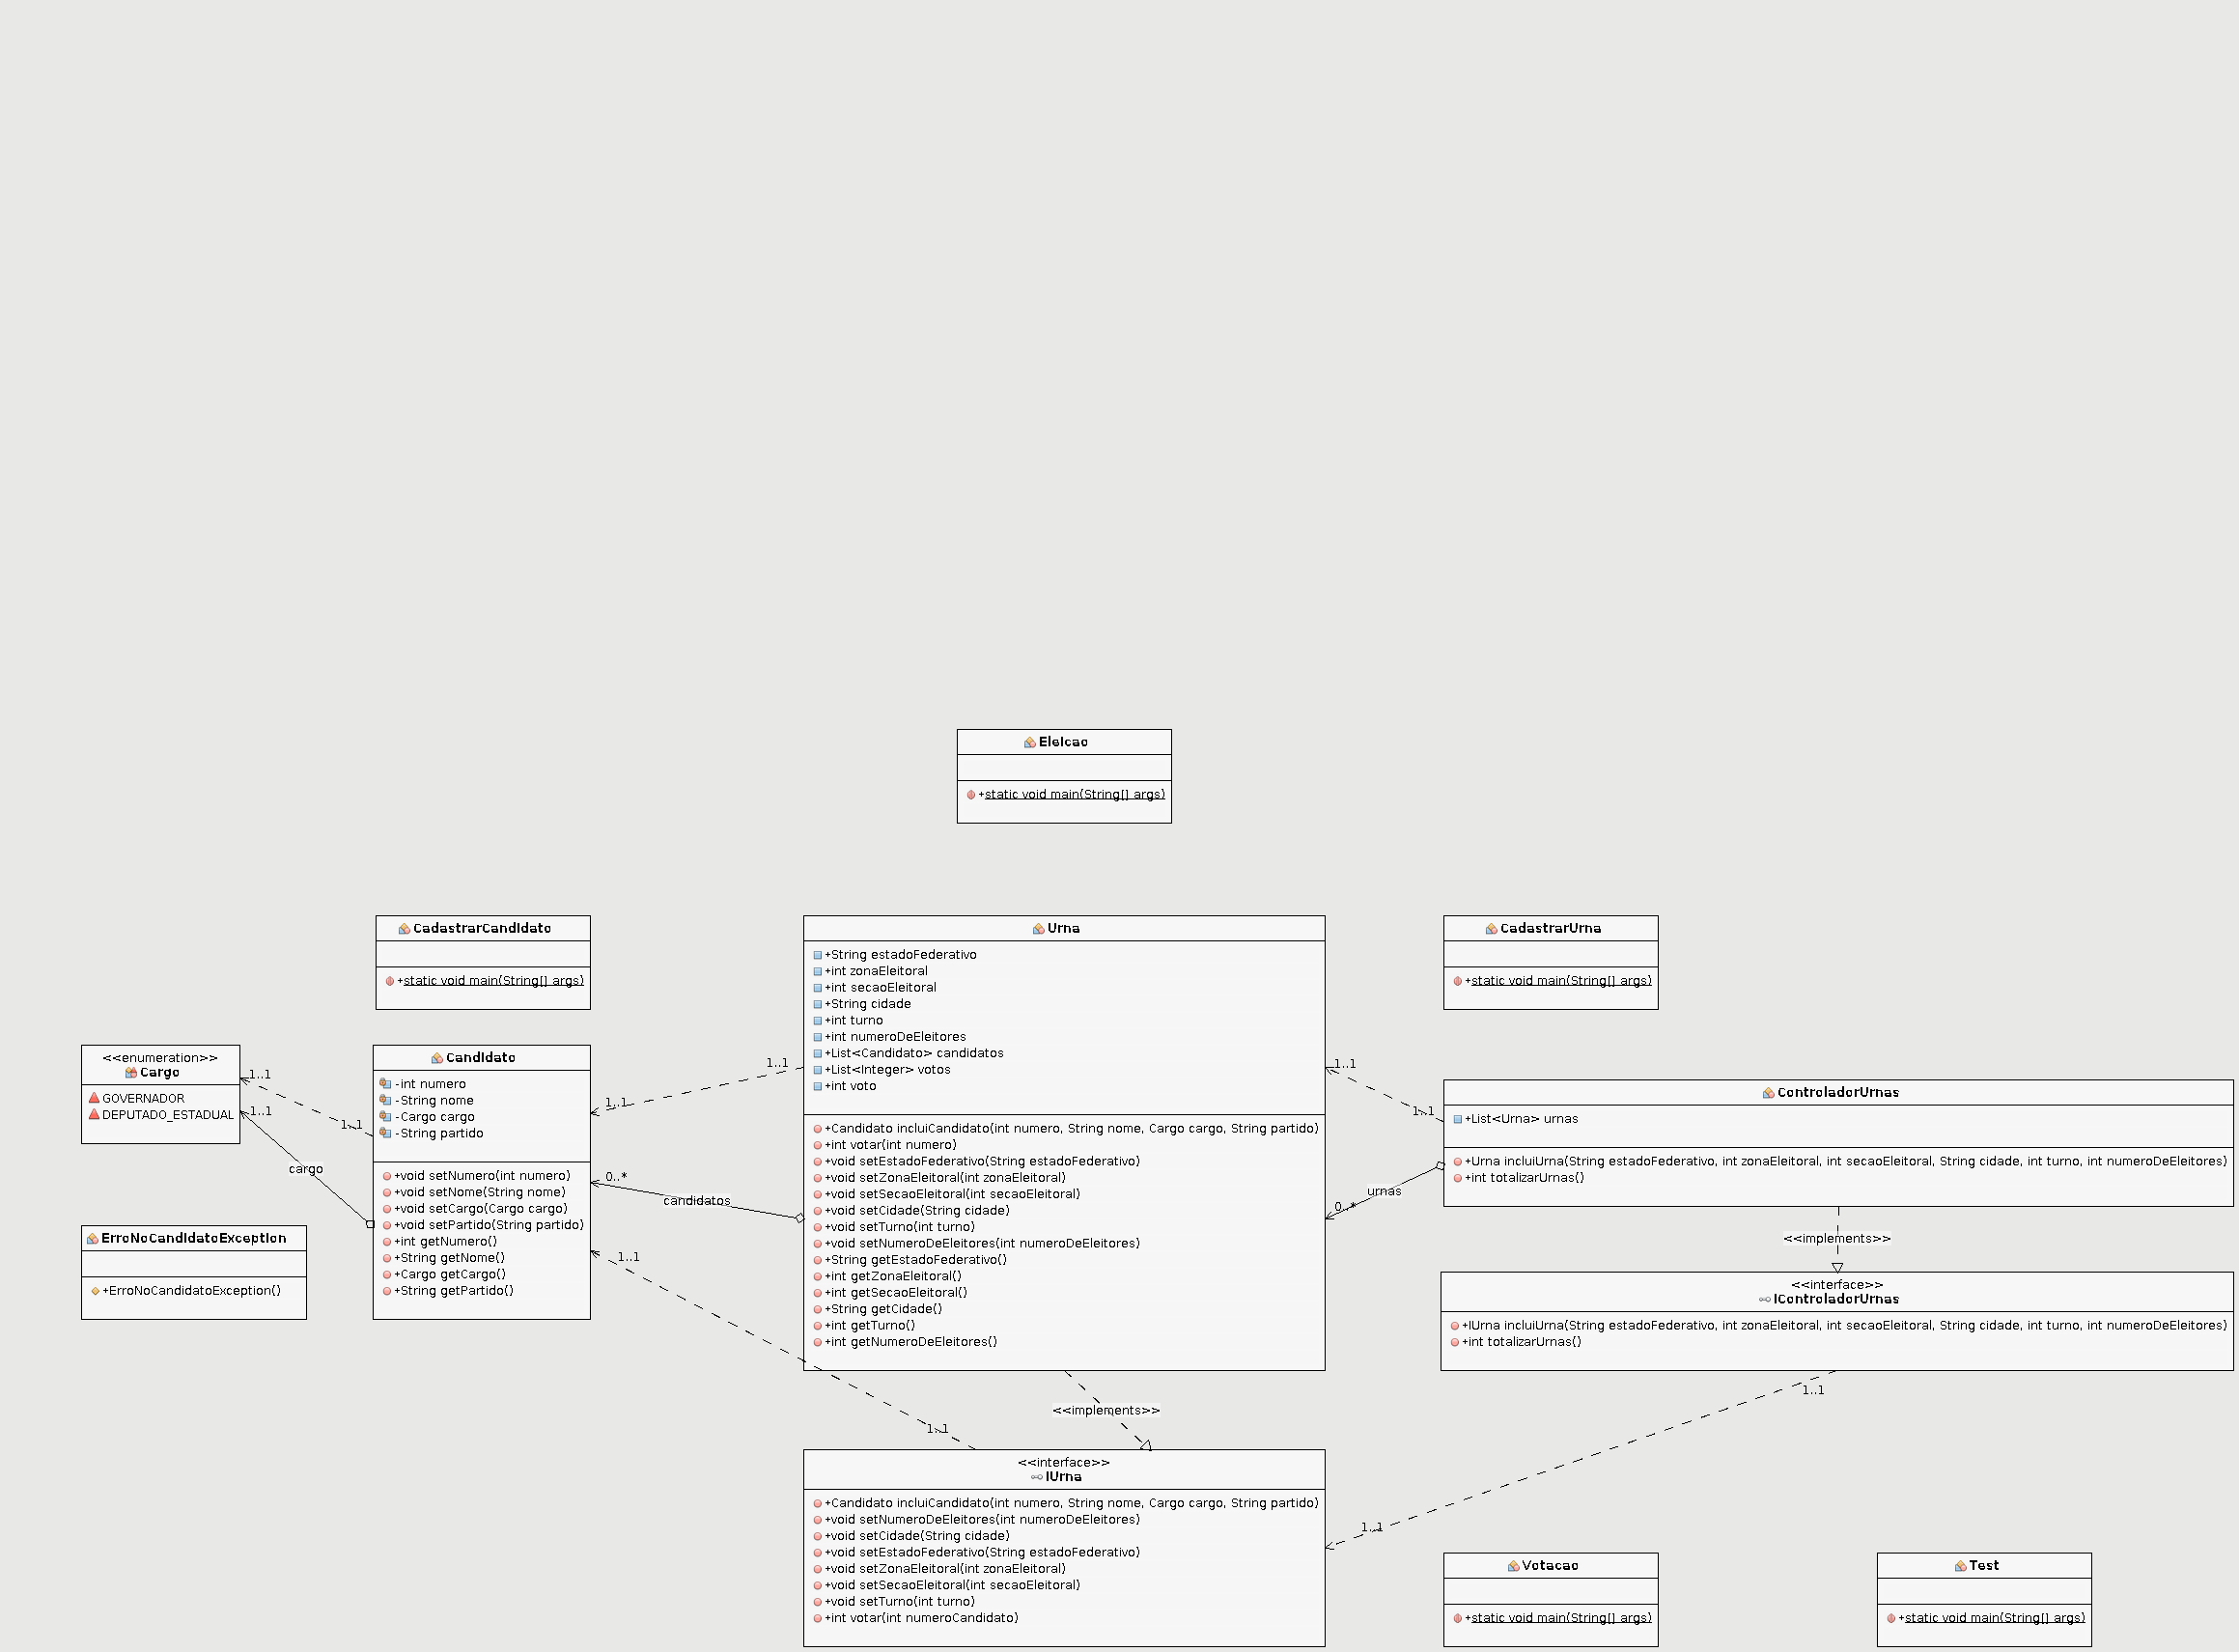 Eleicao
+static void main(String[] args)
CadastrarCandidato
+static void main(String[] args)
Urna
+String estadoFederativo
+int zonaEleitoral
+int secaoEleitoral
+String cidade
+int turno
+int numeroDeEleitores
+List<Candidato> candidatos
+List<Integer> votos
+int voto
+Candidato incluiCandidato(int numero, String nome, Cargo cargo, String partido)
+int votar(int numero)
+void setEstadoFederativo(String estadoFederativo)
+void setZonaEleitoral(int zonaEleitoral)
+void setSecaoEleitoral(int secaoEleitoral)
+void setCidade(String cidade)
+void setTurno(int turno)
+void setNumeroDeEleitores(int numeroDeEleitores)
+String getEstadoFederativo()
+int getZonaEleitoral()
+int getSecaoEleitoral()
+String getCidade()
+int getTurno()
+int getNumeroDeEleitores()
CadastrarUrna
+static void main(String[] args)
<<enumeration>>
Cargo
GOVERNADOR
DEPUTADO_ESTADUAL
1..1
1..1
1..1
cargo
Candidato
-int numero
-String nome
-Cargo cargo
-String partido
+void setNumero(int numero)
+void setNome(String nome)
+void setCargo(Cargo cargo)
+void setPartido(String partido)
+int getNumero()
+String getNome()
+Cargo getCargo()
+String getPartido()
1..1
1..1
0..*
candidatos
1..1
1..1
1..1
1..1
urnas
0..*
ControladorUrnas
+List<Urna> urnas
+Urna incluiUrna(String estadoFederativo, int zonaEleitoral, int secaoEleitoral, String cidade, int turno, int numeroDeEleitores)
+int totalizarUrnas()
ErroNoCandidatoException
+ErroNoCandidatoException()
<<implements>>
<<interface>>
IControladorUrnas
+IUrna incluiUrna(String estadoFederativo, int zonaEleitoral, int secaoEleitoral, String cidade, int turno, int numeroDeEleitores)
+int totalizarUrnas()
1..1
1..1
<<implements>>
<<interface>>
IUrna
+Candidato incluiCandidato(int numero, String nome, Cargo cargo, String partido)
+void setNumeroDeEleitores(int numeroDeEleitores)
+void setCidade(String cidade)
+void setEstadoFederativo(String estadoFederativo)
+void setZonaEleitoral(int zonaEleitoral)
+void setSecaoEleitoral(int secaoEleitoral)
+void setTurno(int turno)
+int votar(int numeroCandidato)
Votacao
+static void main(String[] args)
Test
+static void main(String[] args)